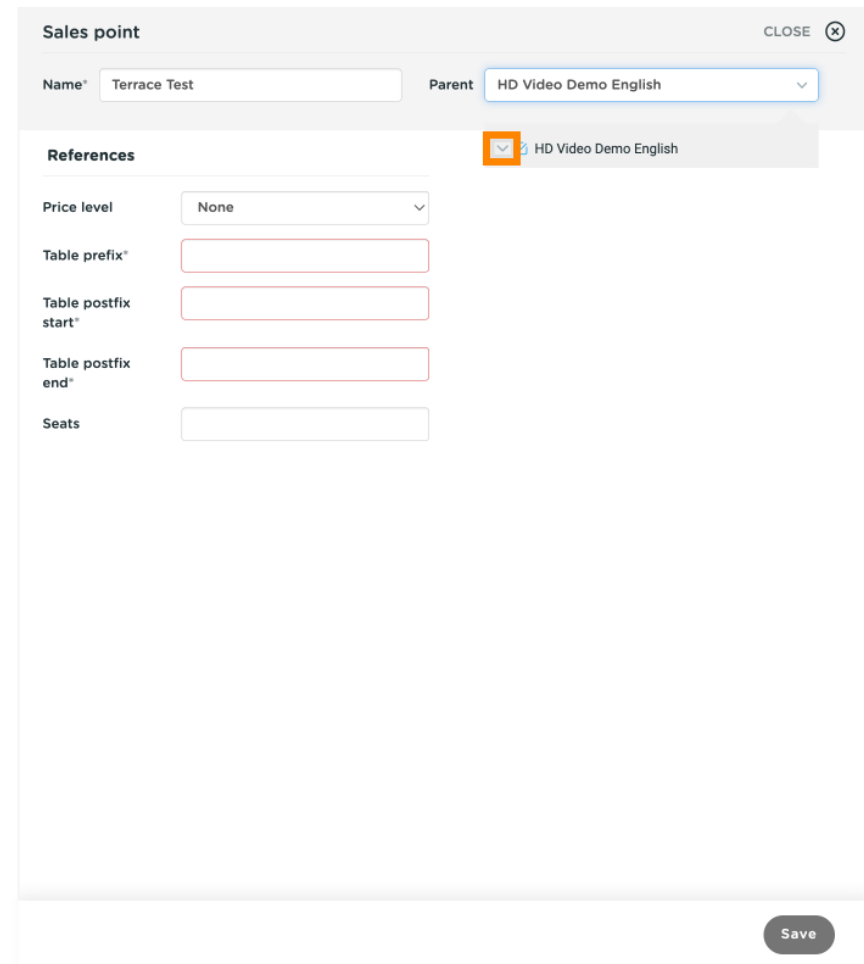 Sales point
CLOSE
Name* Terrace Test
Parent HD Video Demo English
HD Video Demo English
References
Price level None
Table prefix*
Table postfix
start*
Table postfix
end*
Seats
Save